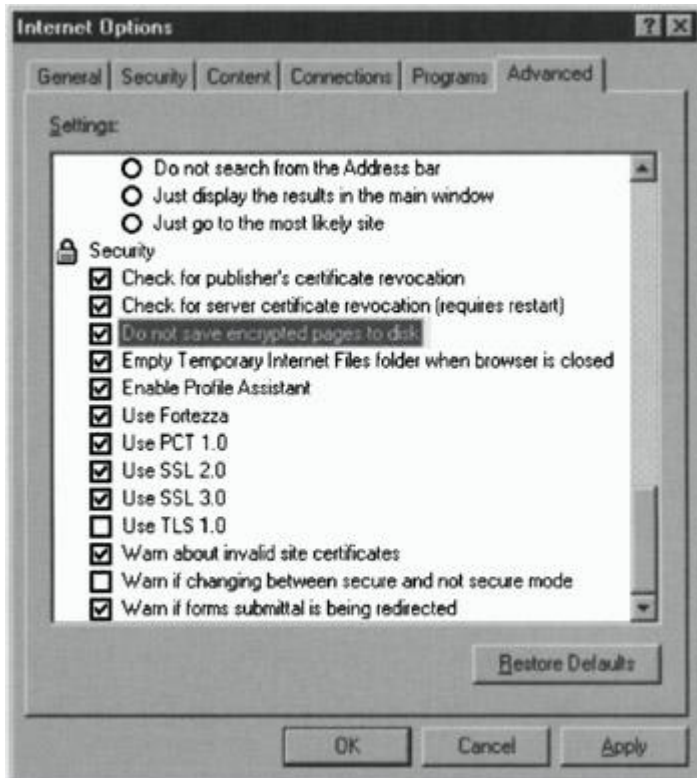 Internet Options
General Security Content Connections Programs Advanced
Settings:
Do not search from the Address bar
Just display the results in the main window
Just go to the most likely site
Security
Check for publisher's certificate revocation
Check for server certificate revocation (requires restart)
Do not save encrypted pages to disk
Empty Temporary Internet Files folder when browser is closed
Enable Profile Assistant
Use Fortezza
Use PCT 1.0
Use SSL 2.0
Use SSL 3.0
Use TLS 1.0
Warn about invalid site certificates
Warn if changing between secure and not secure mode
Warn if forms submittal is being redirected
Restore Defaults
OK Cancel Apply